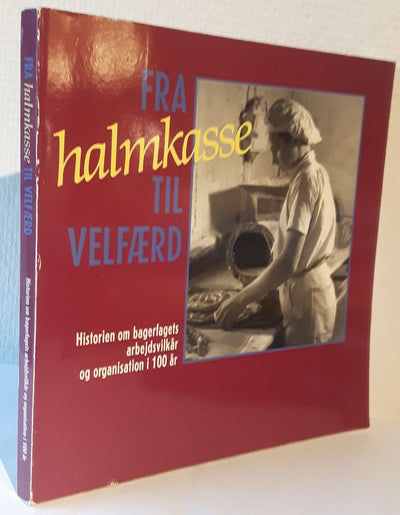 FRA halmkasse TIL VELFÆRD
Historien om bagerfagets arbejdsvilkår og organisation i 100 år
FRA
halmkasse
TIL
VELFÆRD
Historien om bagerfagets
arbejdsvilkår
og organisation i 100 år